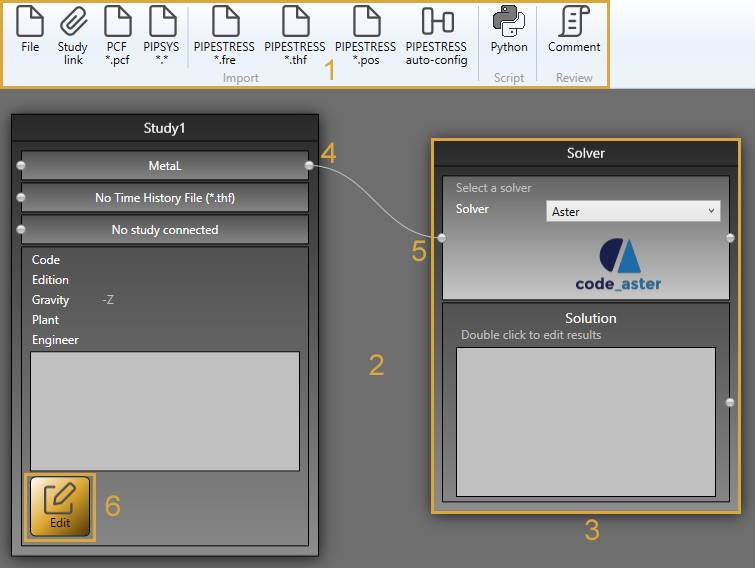 File
Study
link
PCF
*.pcf
PIPSYS
*.*
PIPESTRESS
*.fre
PIPESTRESS
*.thf
PIPESTRESS
*.pos
PIPESTRESS
auto-config
Python
Comment
Import
1
Script
Review
Study1
MetaL
4
No Time History File (*.thf)
No study connected
Code
Edition
Gravity -Z
Plant
Engineer
Edit
6
2
Solver
Select a solver
Solver Aster
5
code_aster
Solution
Double click to edit results
3